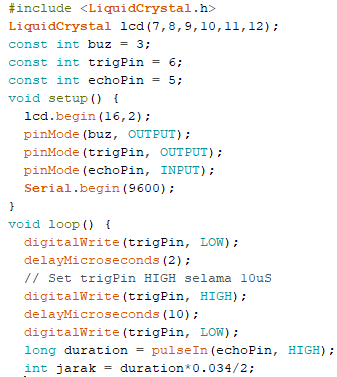 #include <LiquidCrystal.h>
LiquidCrystal lcd(7,8,9,10,11,12);
const int buz = 3;
const int trigPin = 6;
const int echoPin = 5;
void setup() {
  lcd.begin(16,2);
  pinMode(buz, OUTPUT);
  pinMode(trigPin, OUTPUT);
  pinMode(echoPin, INPUT);
  Serial.begin(9600);
}
void loop() {
  digitalWrite(trigPin, LOW);
  delayMicroseconds(2);
  // Set trigPin HIGH selama 10uS
  digitalWrite(trigPin, HIGH);
  delayMicroseconds(10);
  digitalWrite(trigPin, LOW);
  long duration = pulseIn(echoPin, HIGH);
  int jarak = duration*0.034/2;